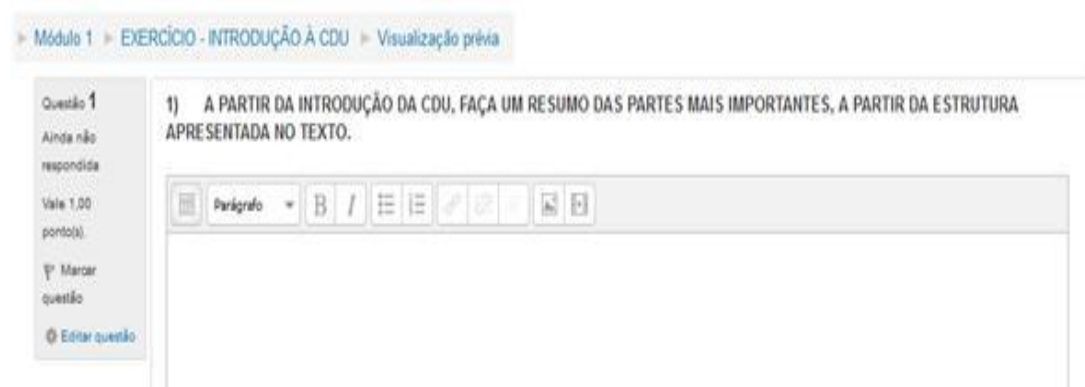 Módulo 1 EXERCÍCIO - INTRODUÇÃO À CDU Visualização prévia
Questão 1
Ainda não
respondida
Vale 1,00
ponto(s).
Marcar
questão
Editar questão
1) A PARTIR DA INTRODUÇÃO DA CDU, FAÇA UM RESUMO DAS PARTES MAIS IMPORTANTES, A PARTIR DA ESTRUTURA
APRESENTADA NO TEXTO.
Parágrafo B I